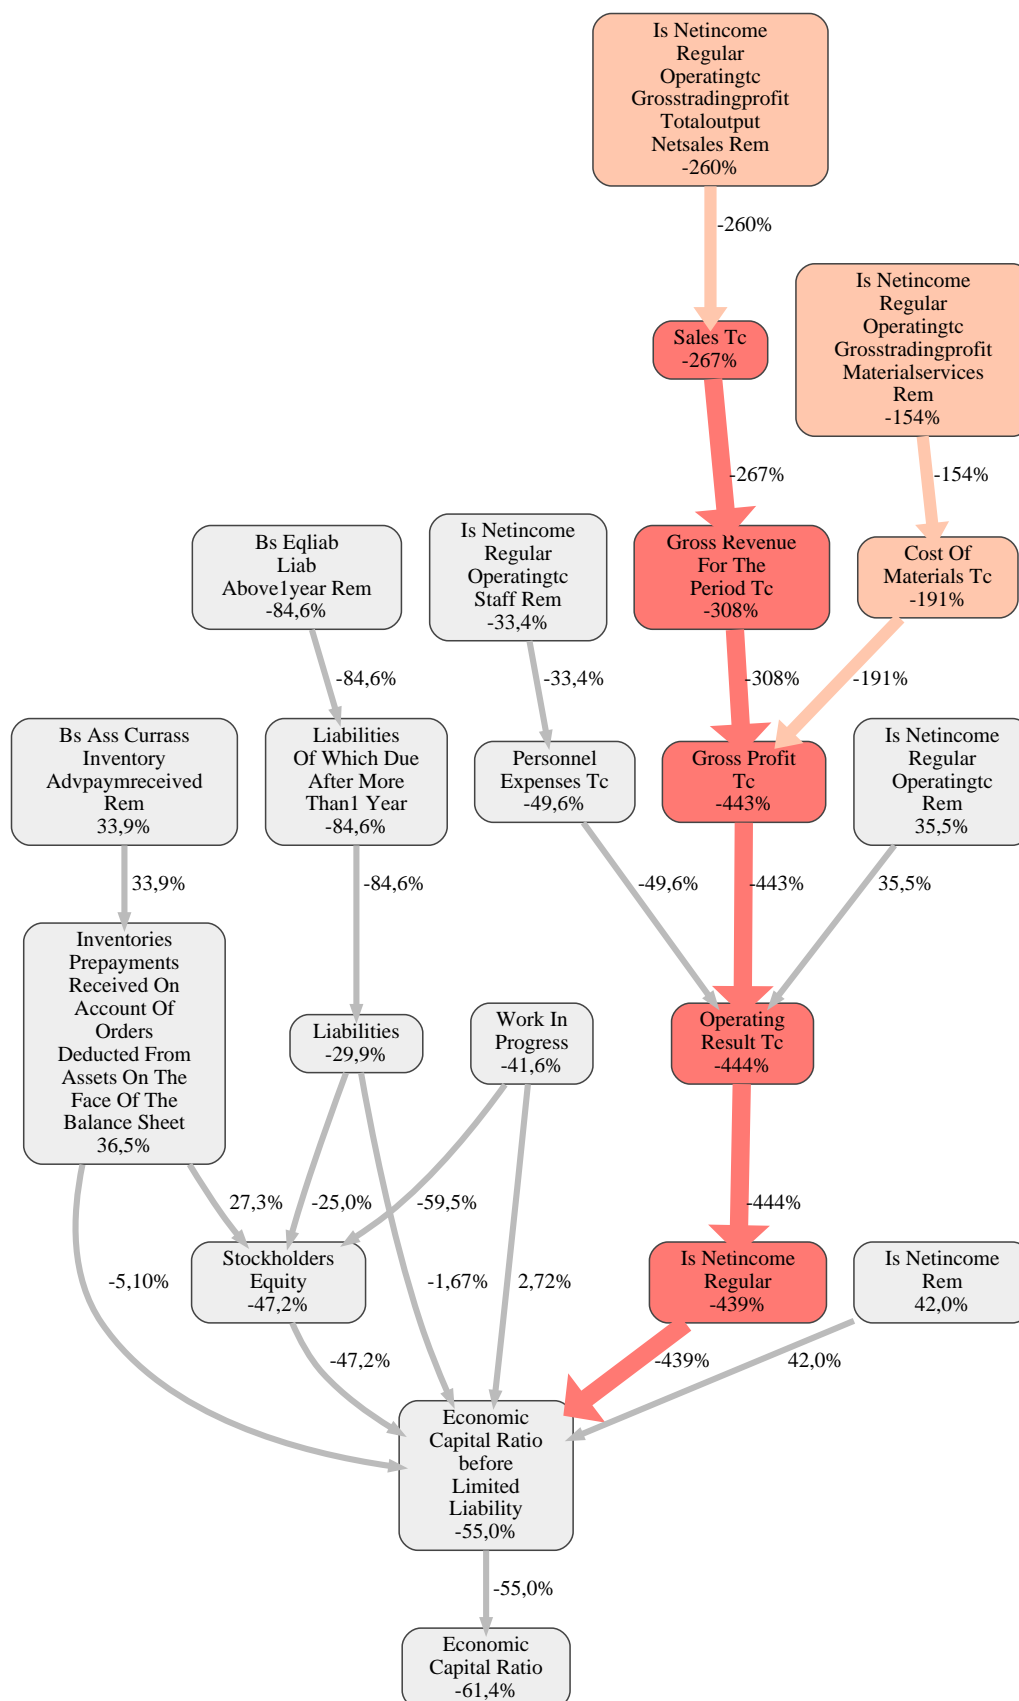 Is Netincome
Regular
Operatingtc
Grosstradingprofit
Totaloutput
Netsales Rem
-260%
-260%
Sales Tc
-267%
Is Netincome
Regular
Operatingtc
Grosstradingprofit
Materialservices
Rem
-154%
-267%
-154%
Bs Eqliab
Liab
Above1year Rem
-84,6%
Is Netincome
Regular
Operatingtc
Staff Rem
-33,4%
Gross Revenue
For The
Period Tc
-308%
Cost Of
Materials Tc
-191%
-84,6%
-33,4%
-308%
-191%
Bs Ass Currass
Inventory
Advpaymreceived
Rem
33,9%
Liabilities
Of Which Due
After More
Than1 Year
-84,6%
Personnel
Expenses Tc
-49,6%
Gross Profit
Tc
-443%
Is Netincome
Regular
Operatingtc
Rem
35,5%
33,9%
-84,6%
-49,6%
-443%
35,5%
Inventories
Prepayments
Received On
Account Of
Orders
Deducted From
Assets On The
Face Of The
Balance Sheet
36,5%
Liabilities
-29,9%
Work In
Progress
-41,6%
Operating
Result Tc
-444%
27,3%
-25,0%
-59,5%
-444%
-5,10%
Stockholders
Equity
-47,2%
-1,67%
2,72%
Is Netincome
Regular
-439%
Is Netincome
Rem
42,0%
-47,2%
-439%
42,0%
Economic
Capital Ratio
before
Limited
Liability
-55,0%
-55,0%
Economic
Capital Ratio
-61,4%